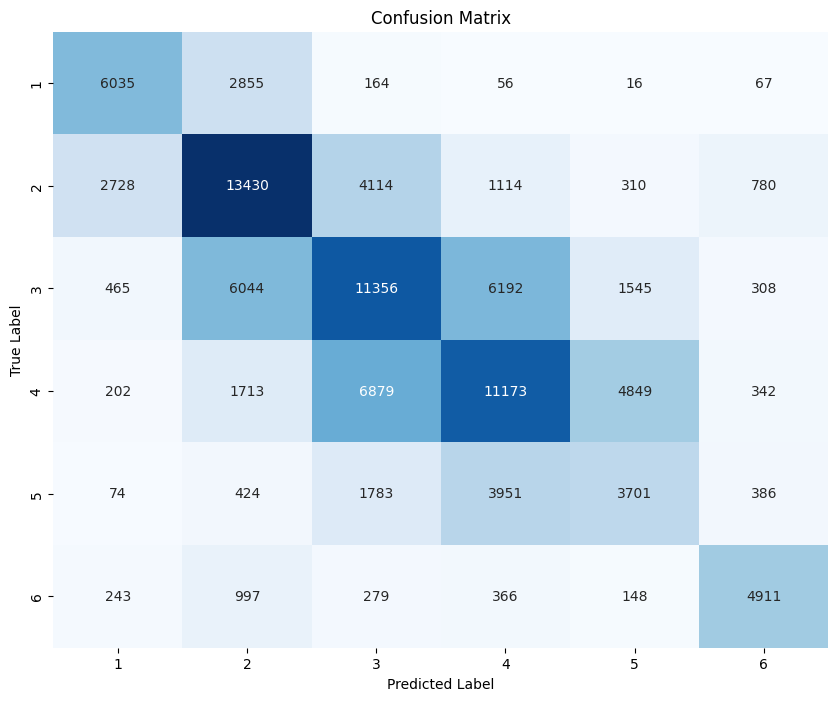 Confusion Matrix
True Label
1 6035 2855 164 56 16 67
2 2728 13430 4114 1114 310 780
3 465 6044 11356 6192 1545 308
4 202 1713 6879 11173 4849 342
5 74 424 1783 3951 3701 386
6 243 997 279 366 148 4911
1 2 3 4 5 6
Predicted Label